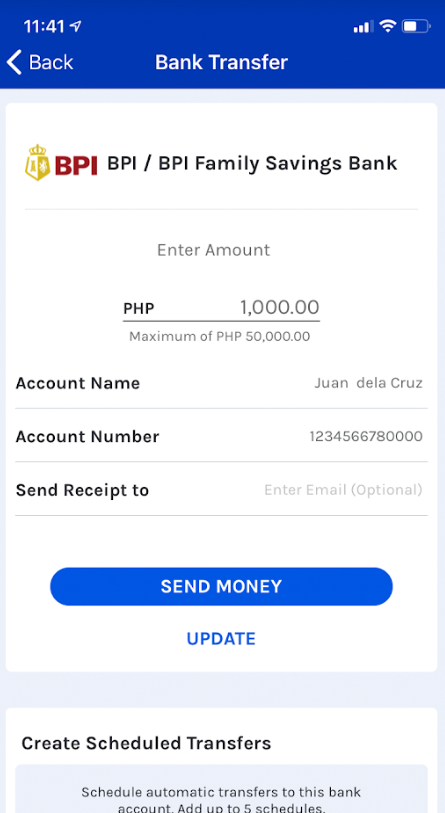 11:41
Back
Bank Transfer
BPI BPI / BPI Family Savings Bank
Enter Amount
PHP 1,000.00
Maximum of PHP 50,000.00
Account Name Juan dela Cruz
Account Number 1234566780000
Send Receipt to Enter Email (Optional)
SEND MONEY
UPDATE
Create Scheduled Transfers
Schedule automatic transfers to this bank
account. Add up to 5 schedules.